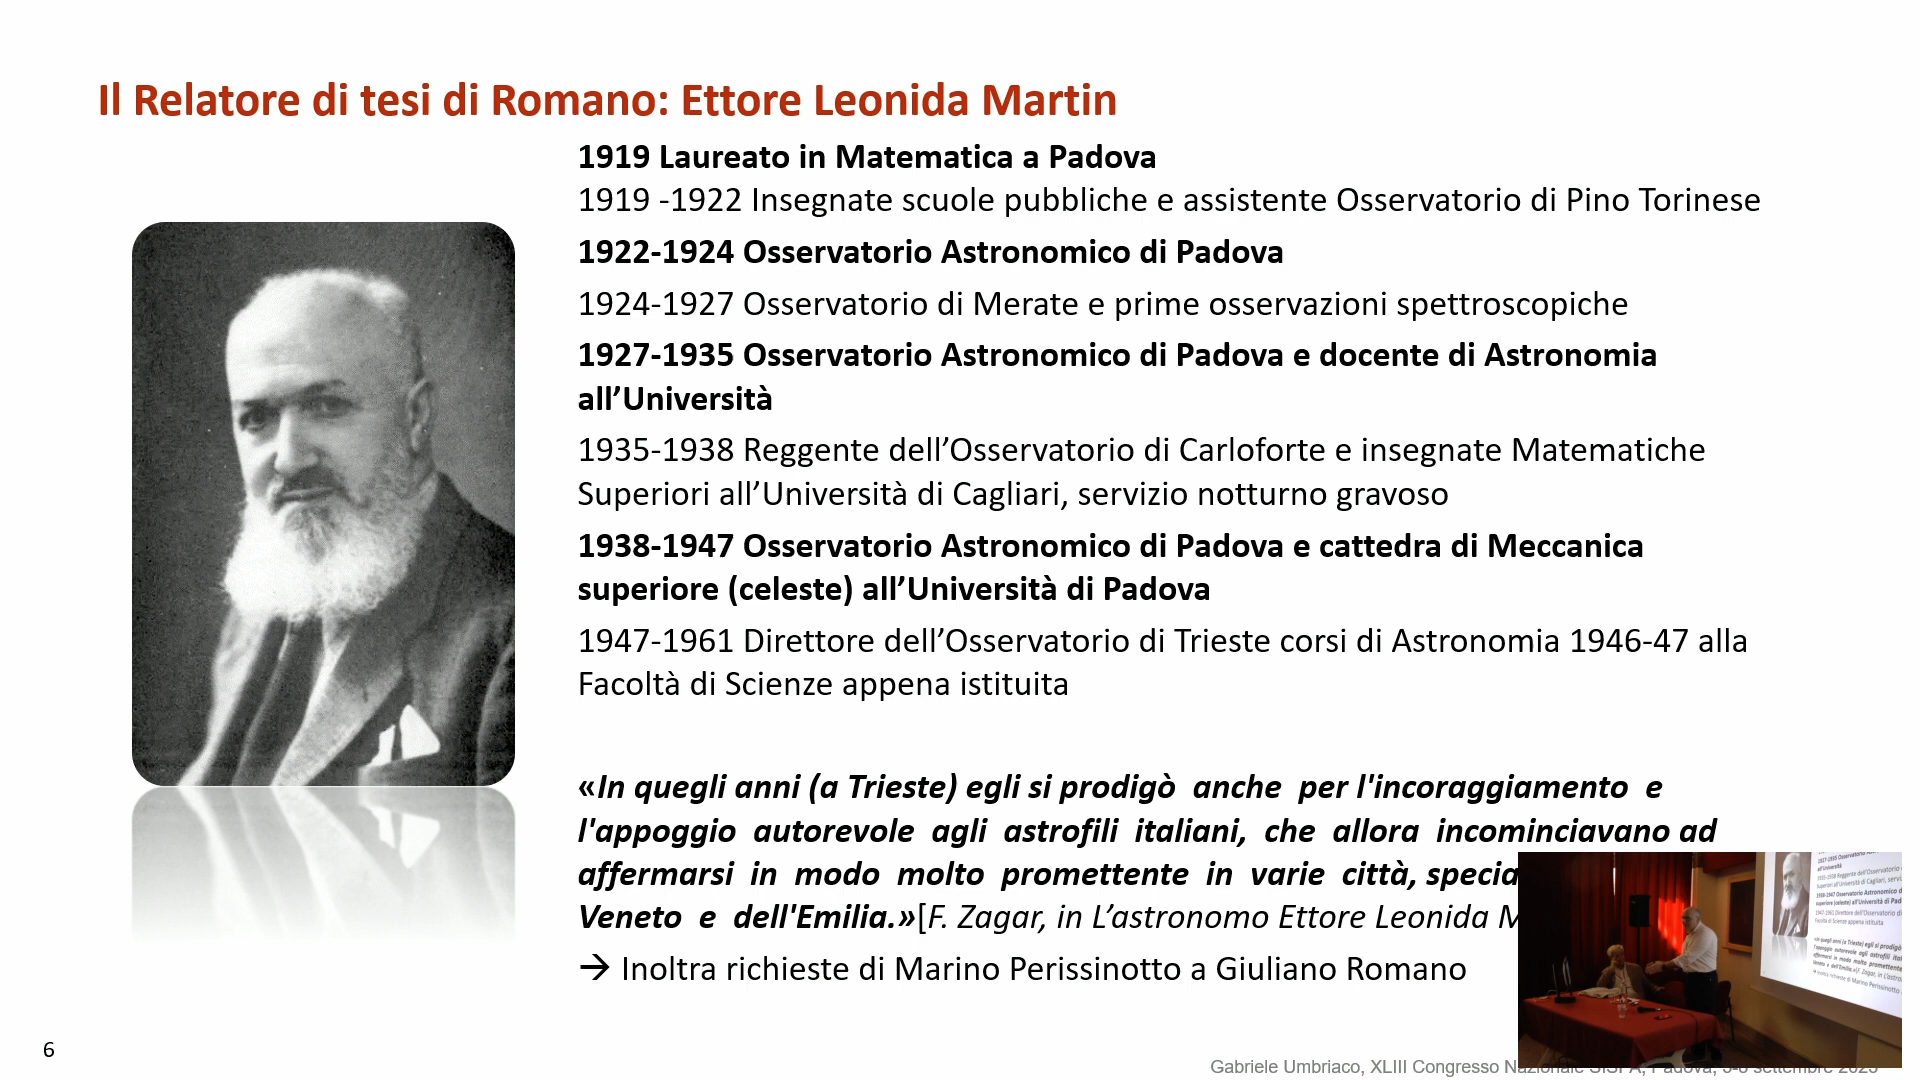 Il Relatore di tesi di Romano: Ettore Leonida Martin
1919 Laureato in Matematica a Padova
1919 -1922 Insegnate scuole pubbliche e assistente Osservatorio di Pino Torinese
1922-1924 Osservatorio Astronomico di Padova
1924-1927 Osservatorio di Merate e prime osservazioni spettroscopiche
1927-1935 Osservatorio Astronomico di Padova e docente di Astronomia
all’Università
1935-1938 Reggente dell’Osservatorio di Carloforte e insegnate Matematiche
Superiori all’Università di Cagliari, servizio notturno gravoso
1938-1947 Osservatorio Astronomico di Padova e cattedra di Meccanica
superiore (celeste) all’Università di Padova
1947-1961 Direttore dell’Osservatorio di Trieste corsi di Astronomia 1946-47 alla
Facoltà di Scienze appena istituita
«In quegli anni (a Trieste) egli si prodigò anche per l'incoraggiamento e
l'appoggio autorevole agli astrofili italiani, che allora incominciavano ad
affermarsi in modo molto promettente in varie città,
Veneto e dell'Emilia.»[F. Zagar, in L’astronomo Ettore Leonida
→ Inoltra richieste di Marino Perissinotto a Giuliano Romano
6
Gabriele Umbriaco, XLIII Congresso